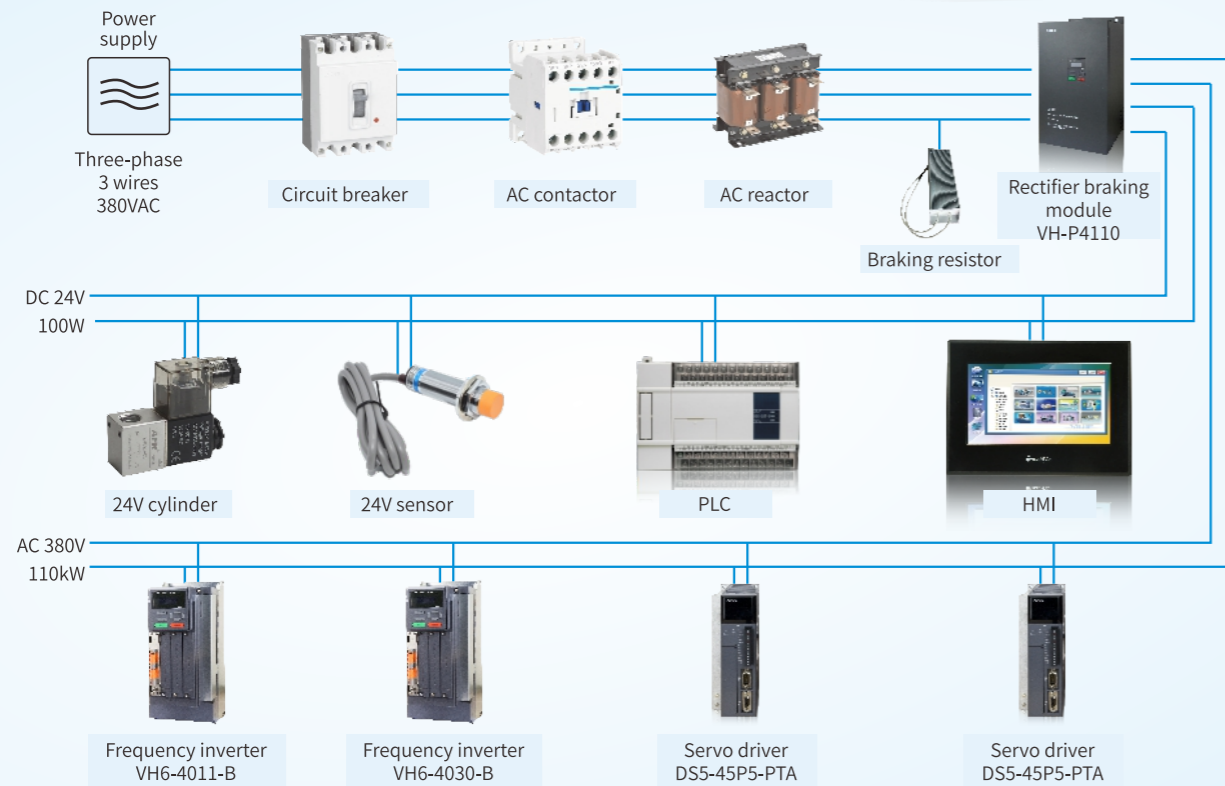 Power
supply
Three-phase
3 wires
380VAC
Circuit breaker
AC contactor
AC reactor
Braking resistor
Rectifier braking
module
VH-P4110
DC 24V
100W
24V cylinder
24V sensor
PLC
HMI
AC 380V
110kW
Frequency inverter
VH6-4011-B
Frequency inverter
VH6-4030-B
Servo driver
DS5-45P5-PTA
Servo driver
DS5-45P5-PTA